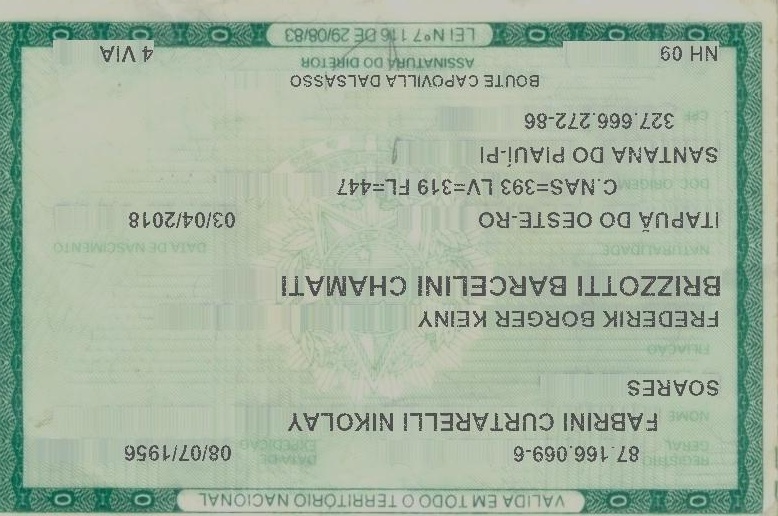 VALIDA EM TODO O TERRITÓRIO NACIONAL
REGISTRO GERAL 87.166.069-6 DATA DE EXPEDIÇÃO 08/07/1956
NOME FABRINI CURTARELLI NIKOLAY
SOARES
FILIAÇÃO
FREDERIK BORGER KEINY
BRIZZOTTI BARCELINI CHAMATI
NATURALIDADE DATA DE NASCIMENTO
ITAPUÃ DO OESTE-RO 03/04/2018
DOC. ORIGEM C.NAS=393 LV=319 FL=447
SANTANA DO PIAUÍ-PI
CPF 327.666.272-86
BOUTE CAPOVILLA DALSASSO
ASSINATURA DO DIRETOR
NH 09 4 VIA
LEI Nº 7.116 DE 29/08/83